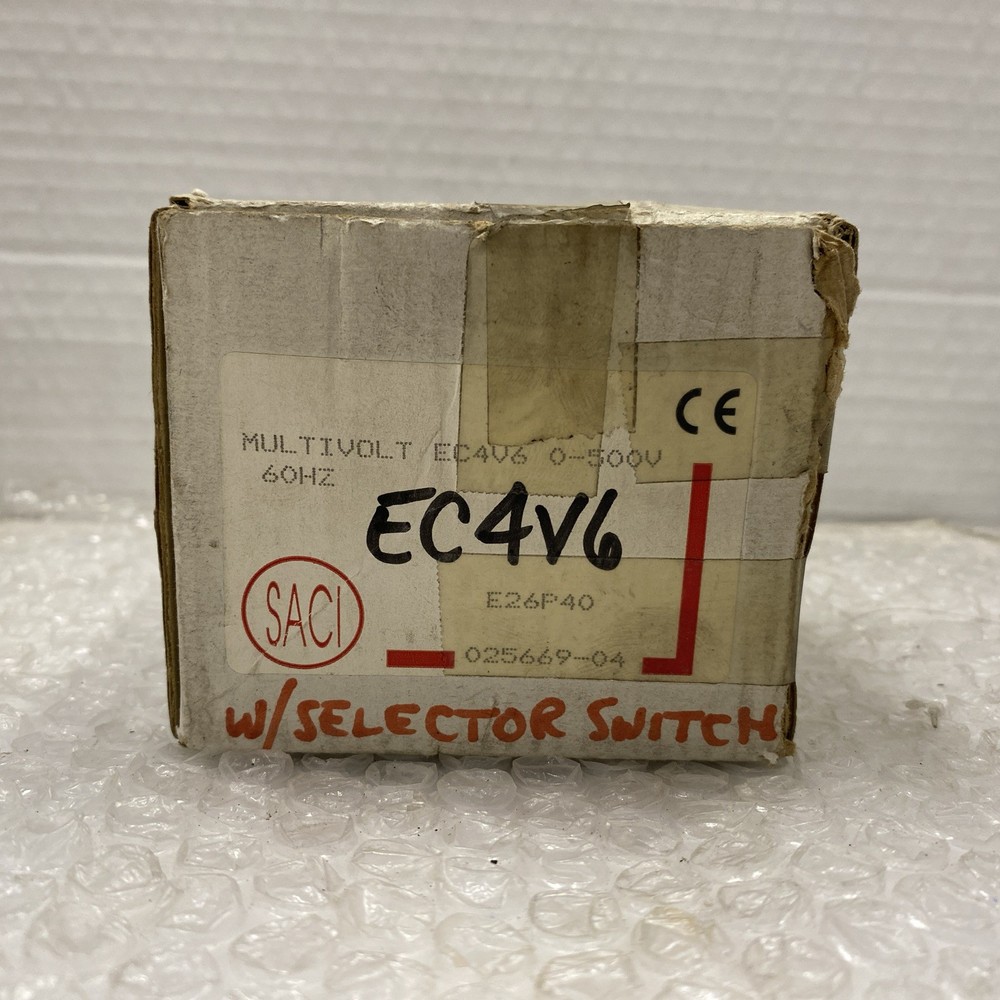 CE
MULTIVOLT EC4V6 0-500V
60HZ
EC4V6
SACI
E26P40
025669-04
W/SELECTOR SWITCH